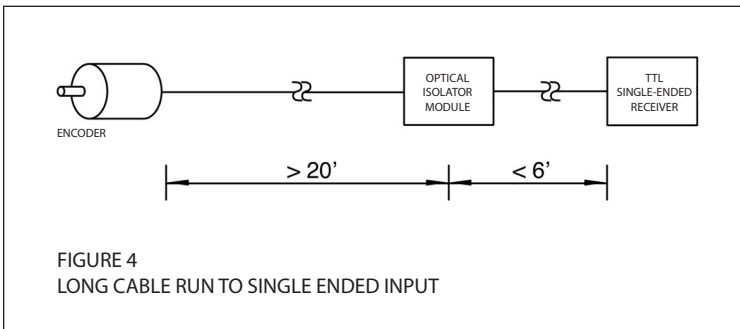 ENCODER
OPTICAL
ISOLATOR
MODULE
TTL
SINGLE-ENDED
RECEIVER
> 20'
< 6'
FIGURE 4
LONG CABLE RUN TO SINGLE ENDED INPUT